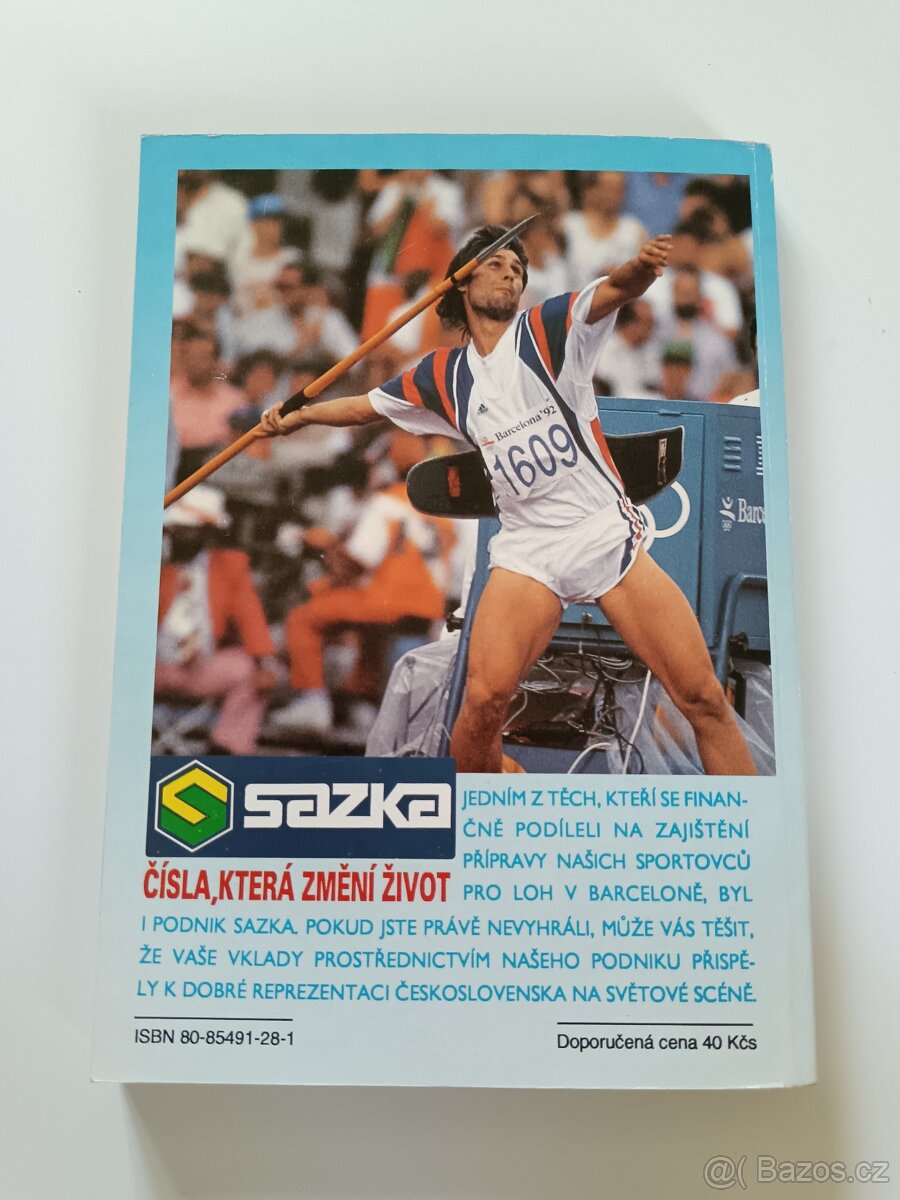 Barcelona '92
1609
Barc
SAZKA
ČÍSLA,KTERÁ ZMĚNÍ ŽIVOT
JEDNÍM Z TĚCH, KTEŘÍ SE FINAN-
ČNĚ PODÍLELI NA ZAJIŠTĚNÍ
PŘÍPRAVY NAŠICH SPORTOVCŮ
PRO LOH V BARCELONĚ, BYL
I PODNIK SAZKA. POKUD JSTE PRÁVĚ NEVYHRÁLI, MŮŽE VÁS TĚŠIT,
ŽE VAŠE VKLADY PROSTŘEDNICTVÍM NAŠEHO PODNIKU PŘISPĚ-
LY K DOBRÉ REPREZENTACI ČESKOSLOVENSKA NA SVĚTOVÉ SCÉNĚ.
ISBN 80-85491-28-1
Doporučená cena 40 Kčs
@( Bazos.cz